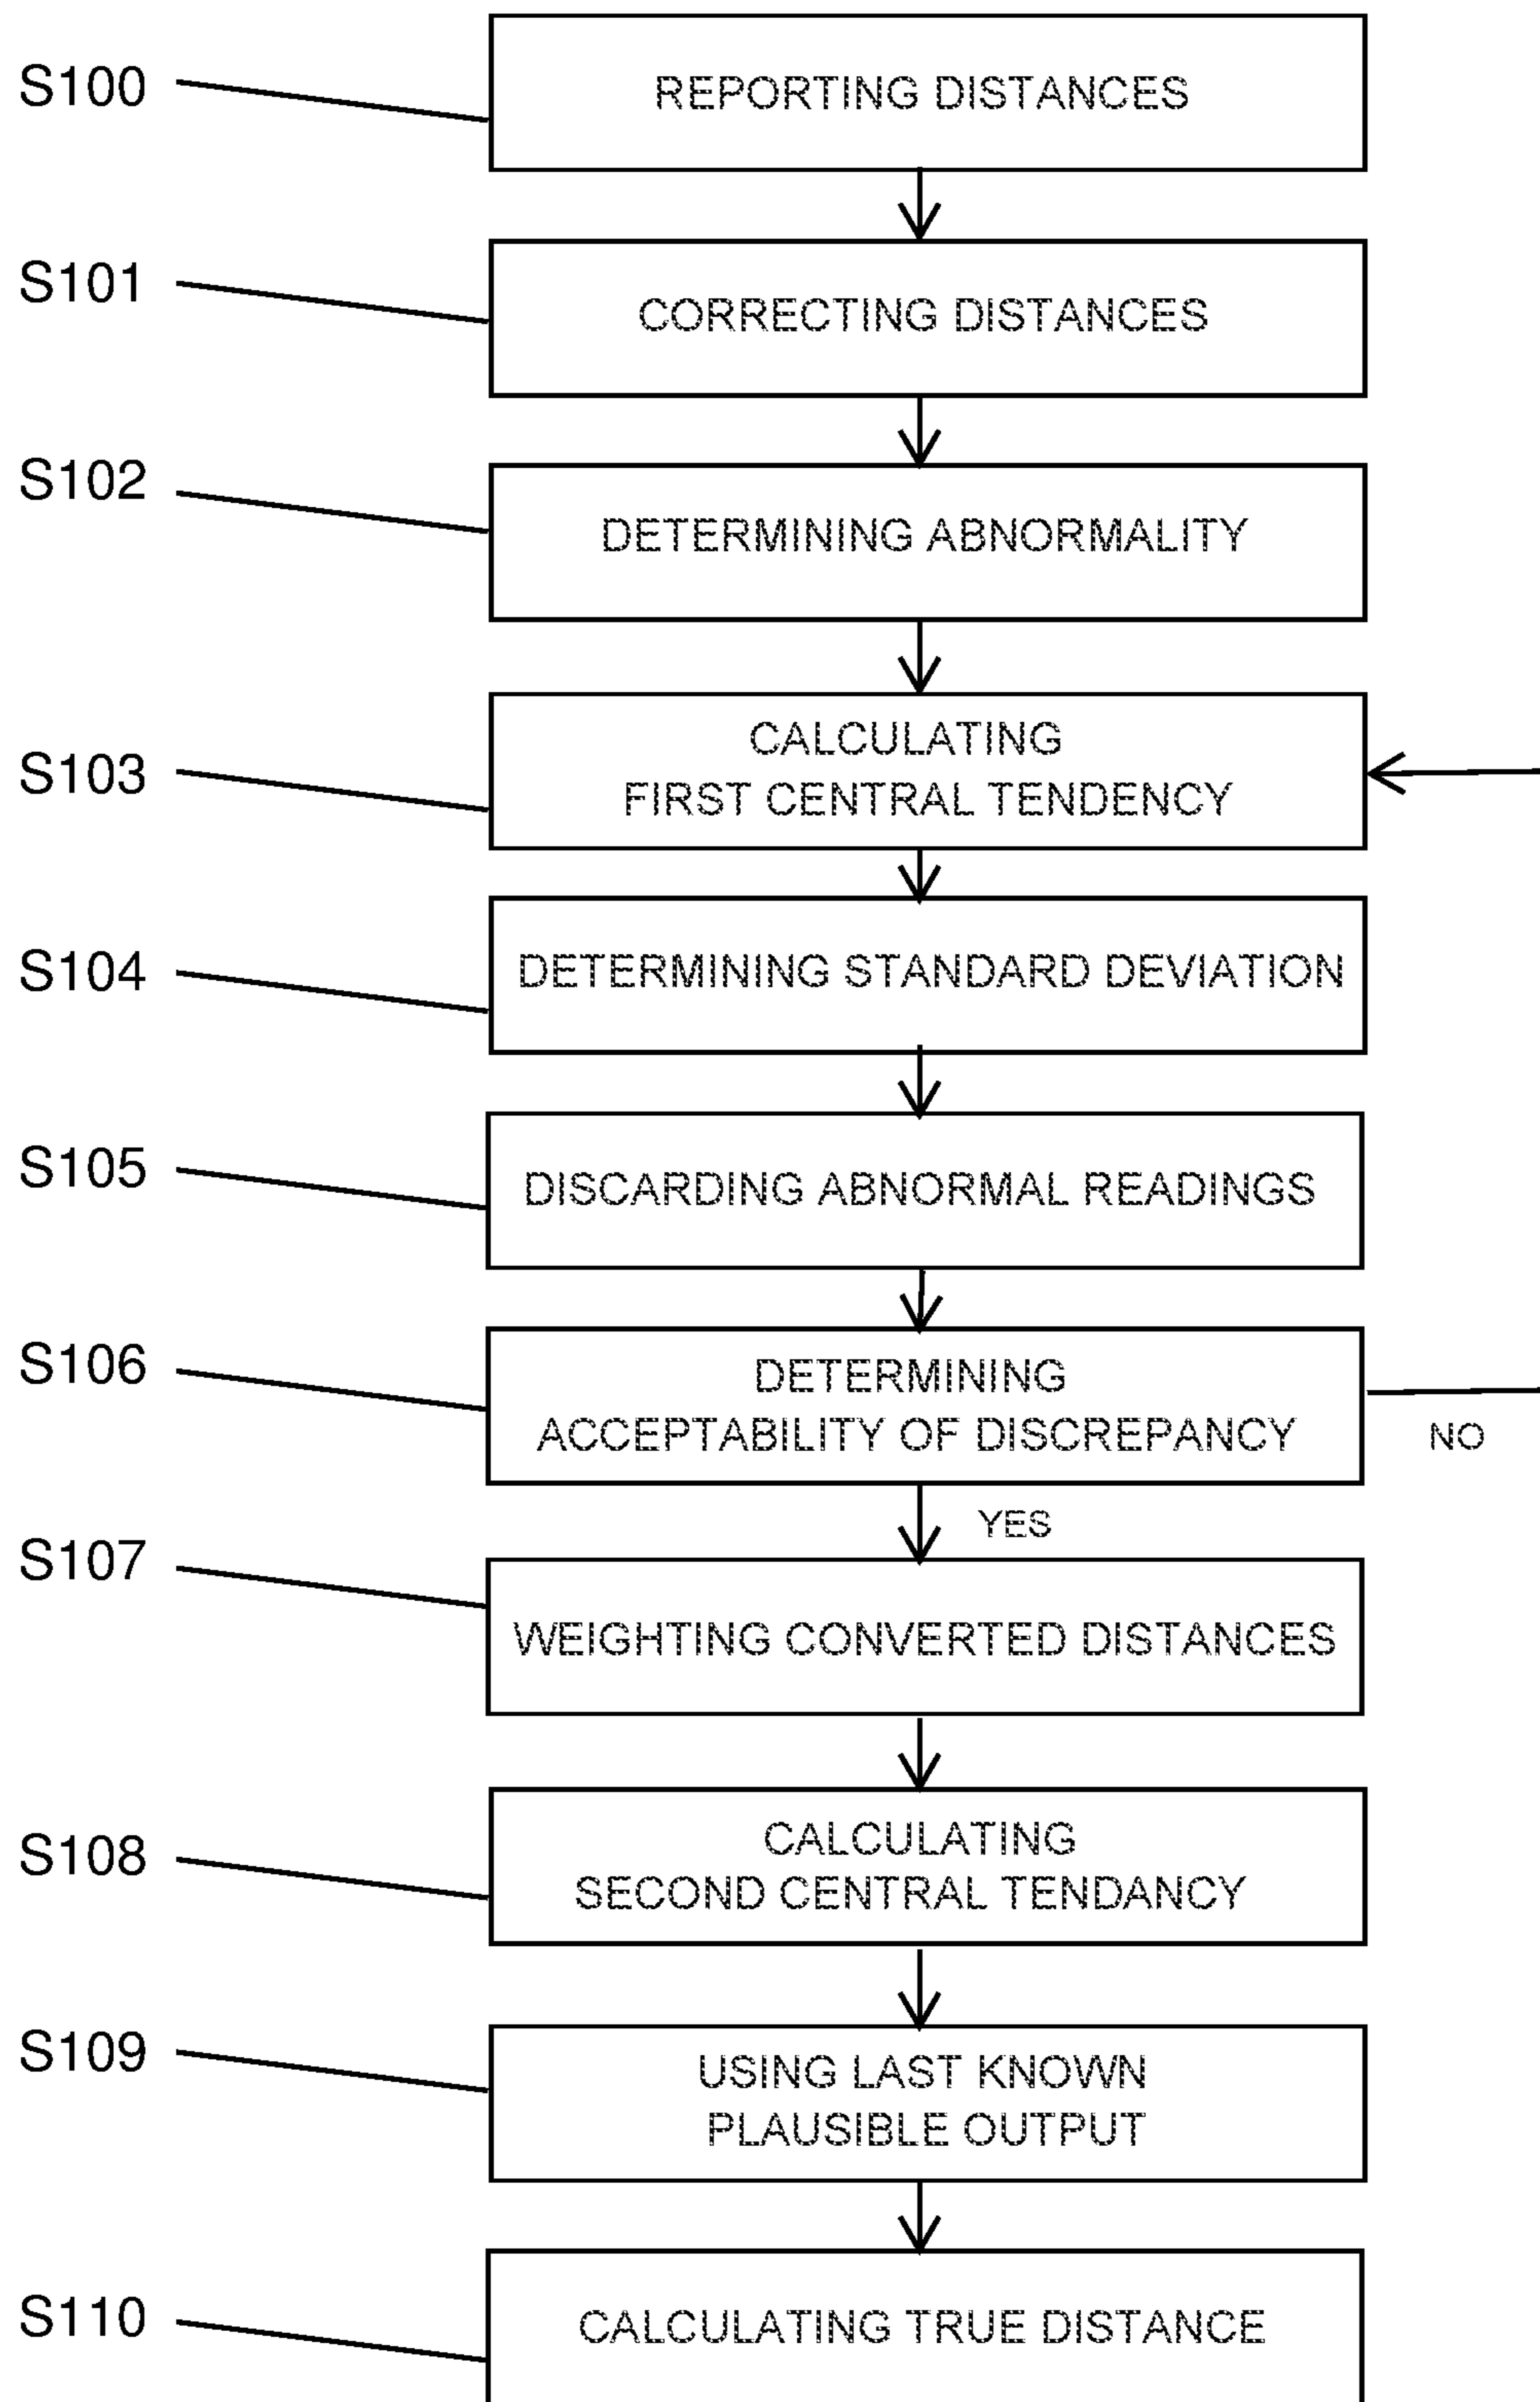 S100
REPORTING DISTANCES
S101
CORRECTING DISTANCES
S102
DETERMINING ABNORMALITY
S103
CALCULATING
FIRST CENTRAL TENDENCY
S104
DETERMINING STANDARD DEVIATION
S105
DISCARDING ABNORMAL READINGS
S106
DETERMINING
ACCEPTABILITY OF DISCREPANCY
NO
YES
S107
WEIGHTING CONVERTED DISTANCES
S108
CALCULATING
SECOND CENTRAL TENDANCY
S109
USING LAST KNOWN
PLAUSIBLE OUTPUT
S110
CALCULATING TRUE DISTANCE